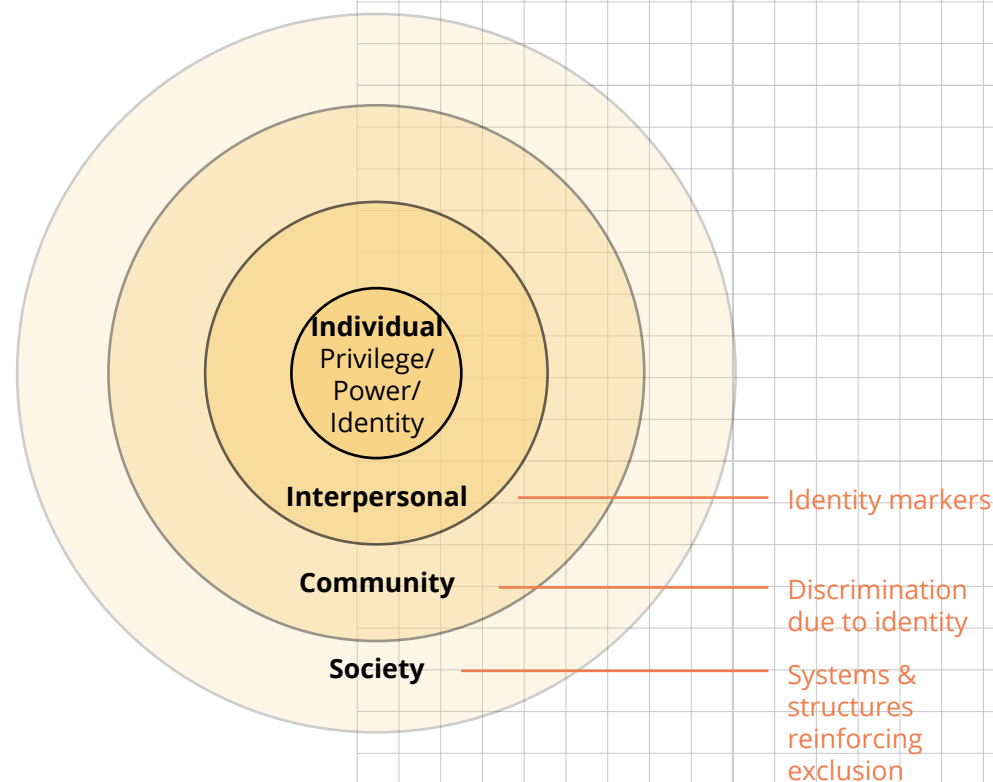 Individual
Privilege/
Power/
Identity
Interpersonal
Identity markers
Community
Discrimination
due to identity
Society
Systems &
structures
reinforcing
exclusion